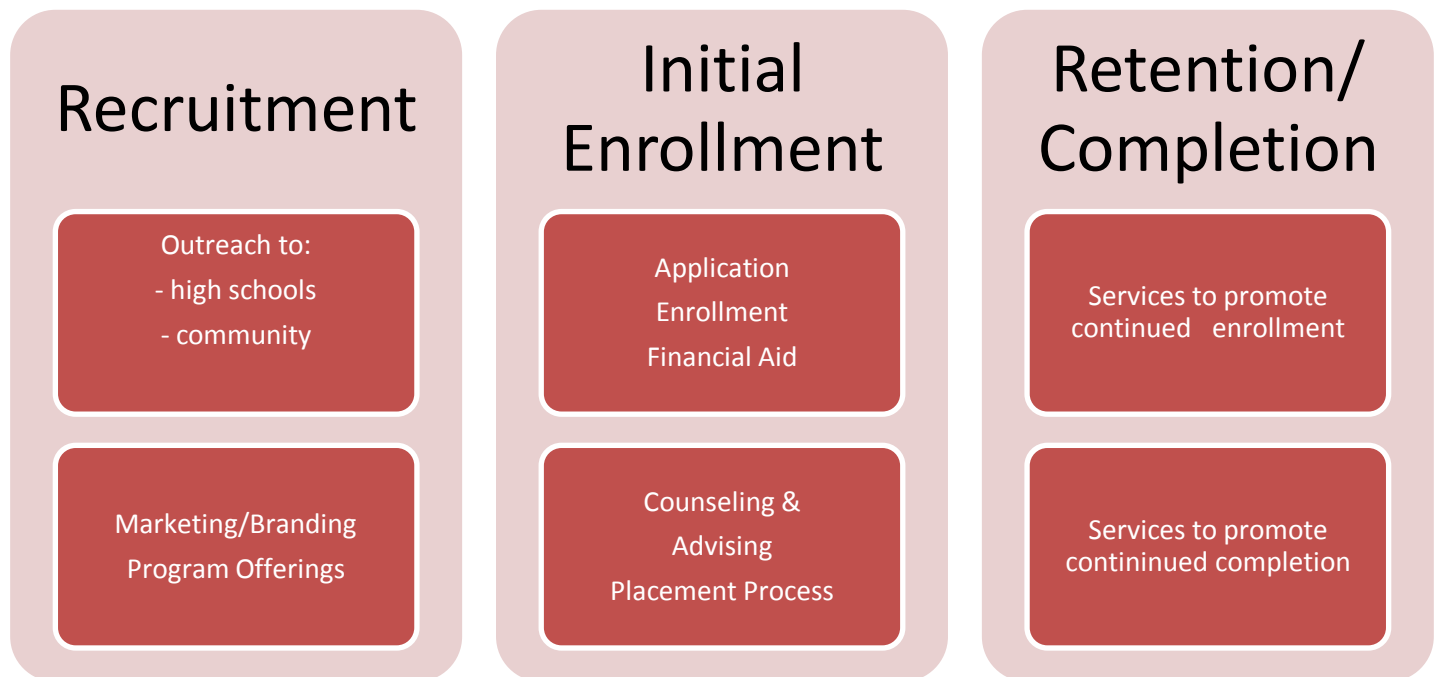 Recruitment
Outreach to:
- high schools
- community
Marketing/Branding
Program Offerings
Initial
Enrollment
Application
Enrollment
Financial Aid
Counseling &
Advising
Placement Process
Retention/
Completion
Services to promote
continued   enrollment
Services to promote
contininued completion